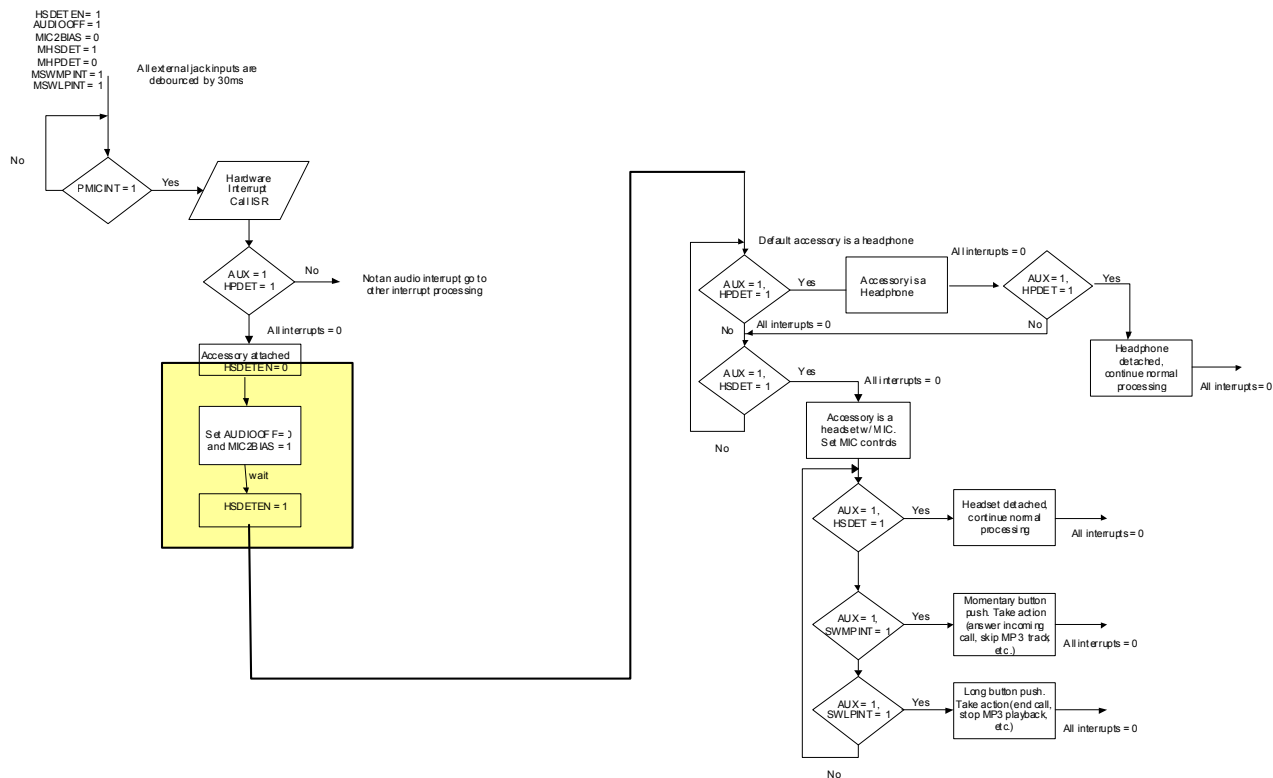 HSDETEN = 1
AUDIOOFF = 1
MIC2BIAS = 0
MHSDET = 1
MHPDET = 0
MSWMPINT = 1
MSWLPINT = 1
All external jack inputs are
debounced by 30ms
No
PMICINT = 1
Yes
Hardware
Interrupt
Call ISR
AUX = 1
HPDET = 1
No
Not an audio interrupt, go to
other interrupt processing
All interrupts = 0
Accessory attached
HSDETEN = 0
Set AUDIOOFF = 0
and MIC2BIAS = 1
wait
HSDETEN = 1
Default accessory is a headphone
AUX = 1,
HPDET = 1
Yes
Accessory is a
Headphone
All interrupts = 0
AUX = 1,
HPDET = 1
Yes
No
All interrupts = 0
No
Headphone
detached,
continue normal
processing
All interrupts = 0
AUX = 1,
HSDET = 1
Yes
All interrupts = 0
No
Accessory is a
headset w/ MIC.
Set MIC controls
AUX = 1,
HSDET = 1
Yes
Headset detached,
continue normal
processing
All interrupts = 0
AUX = 1,
SWMPINT = 1
Yes
Momentary button
push. Take action
(answer incoming
call, skip MP3 track,
etc.)
All interrupts = 0
AUX = 1,
SWLPINT = 1
Yes
Long button push.
Take action (end call,
stop MP3 playback,
etc.)
All interrupts = 0
No